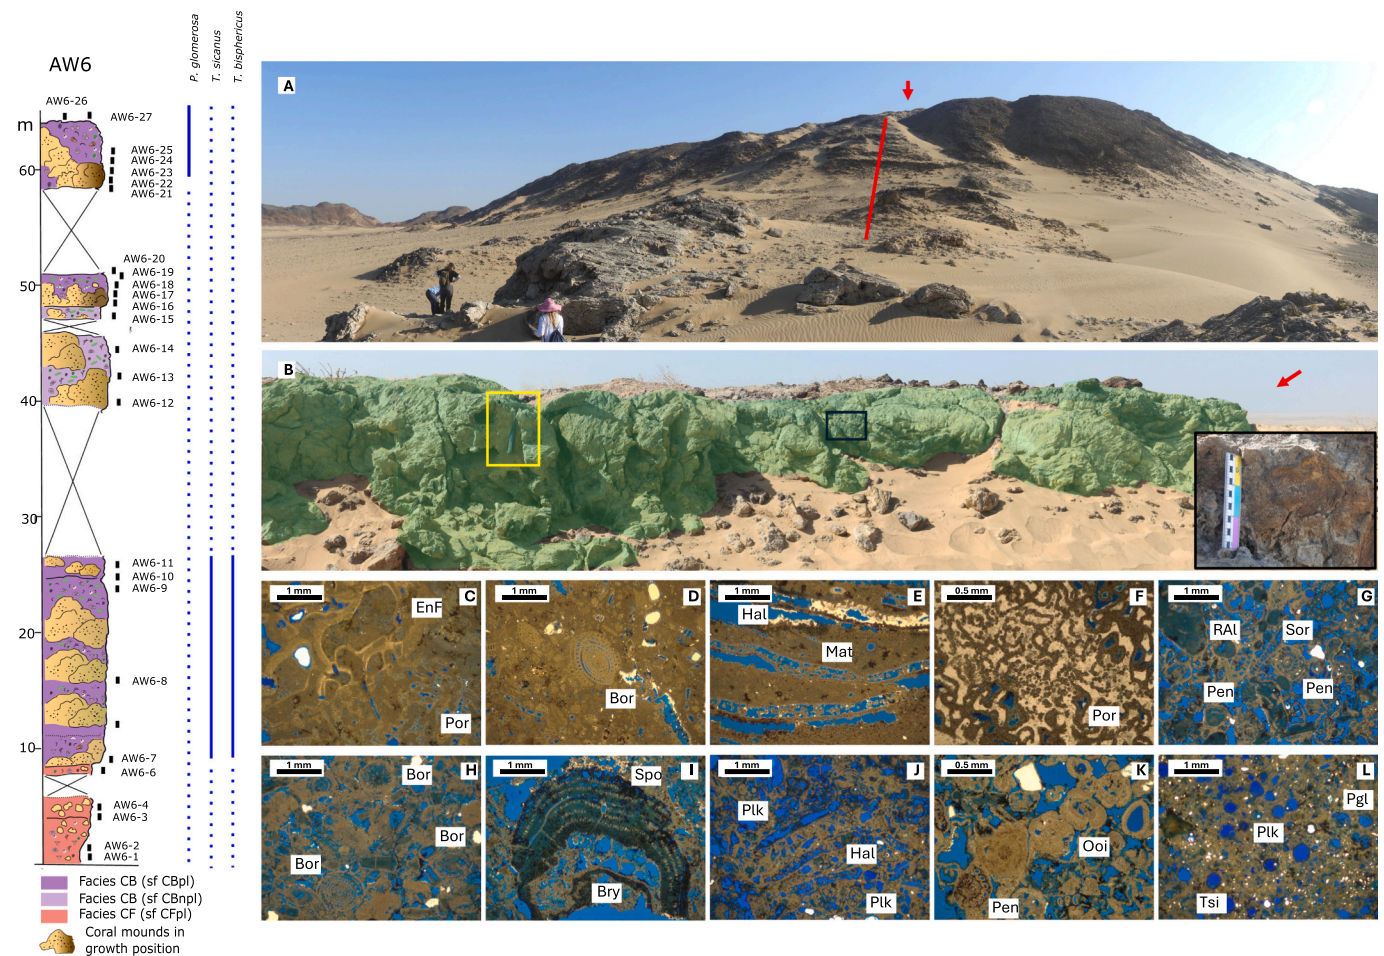 AW6
P. glomerosa
T. sicanus
T. bisphericus
AW6-26
AW6-27
m
AW6-25
AW6-24
60
AW6-23
AW6-22
AW6-21
AW6-20
AW6-19
50
AW6-18
AW6-17
AW6-16
AW6-15
AW6-14
AW6-13
40
AW6-12
30
AW6-11
AW6-10
AW6-9
20
AW6-8
10
AW6-7
AW6-6
AW6-4
AW6-3
AW6-2
AW6-1
Facies CB (sf CBpl)
Facies CB (sf CBnpl)
Facies CF (sf CFpl)
Coral mounds in
growth position
A
B
1 mm
C
EnF
Por
1 mm
D
Bor
1 mm
E
Hal
Mat
0.5 mm
F
Por
1 mm
G
RAl
Sor
Pen
Pen
1 mm
H
Bor
Bor
Bor
1 mm
I
Spo
Bry
1 mm
J
Plk
Hal
Plk
0.5 mm
K
Ooi
Pen
1 mm
L
Pgl
Plk
Tsi